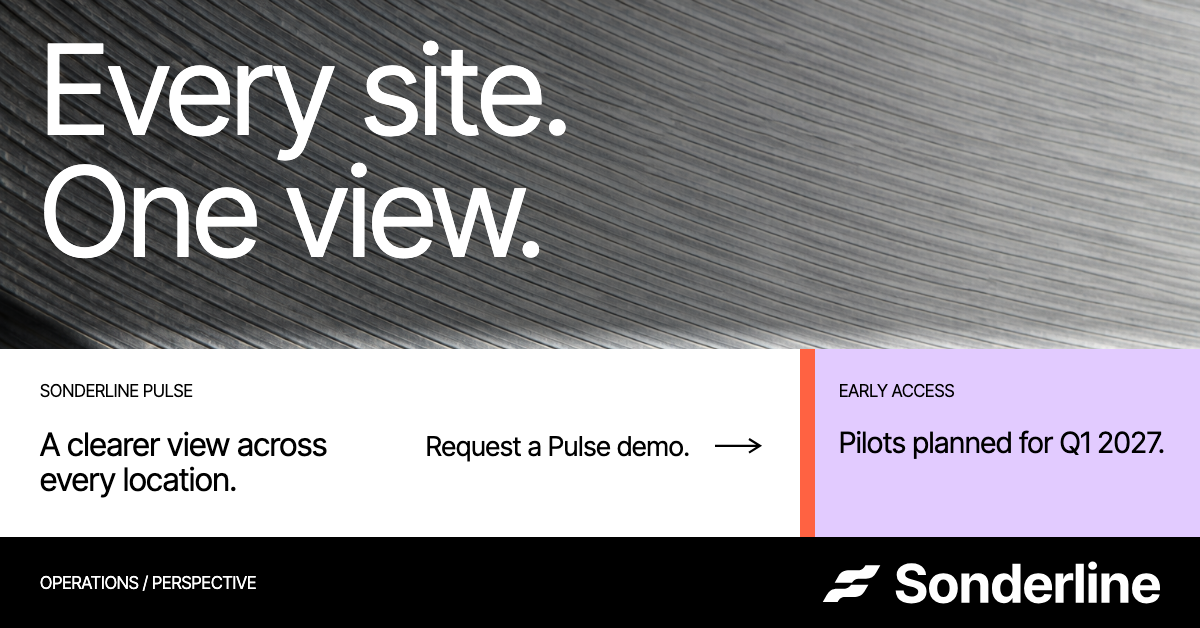 Every site.
One view.
SONDERLINE PULSE
A clearer view across
every location.
Request a Pulse demo.
EARLY ACCESS
Pilots planned for Q1 2027.
OPERATIONS / PERSPECTIVE
Sonderline